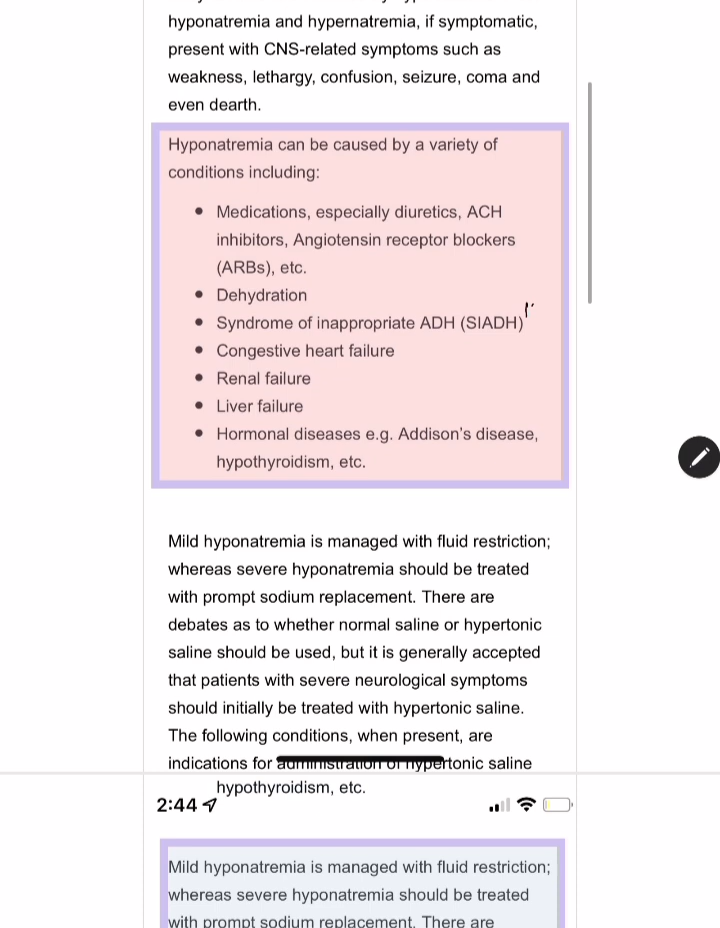 hyponatremia and hypernatremia, if symptomatic,
present with CNS-related symptoms such as
weakness, lethargy, confusion, seizure, coma and
even dearth.
Hyponatremia can be caused by a variety of
conditions including:
• Medications, especially diuretics, ACH
inhibitors, Angiotensin receptor blockers
(ARBs), etc.
• Dehydration
• Syndrome of inappropriate ADH (SIADH)
• Congestive heart failure
• Renal failure
• Liver failure
• Hormonal diseases e.g. Addison's disease,
hypothyroidism, etc.
Mild hyponatremia is managed with fluid restriction;
whereas severe hyponatremia should be treated
with prompt sodium replacement. There are
debates as to whether normal saline or hypertonic
saline should be used, but it is generally accepted
that patients with severe neurological symptoms
should initially be treated with hypertonic saline.
The following conditions, when present, are
indications for administration of hypertonic saline
hypothyroidism, etc.
2:44
Mild hyponatremia is managed with fluid restriction;
whereas severe hyponatremia should be treated
with prompt sodium replacement. There are